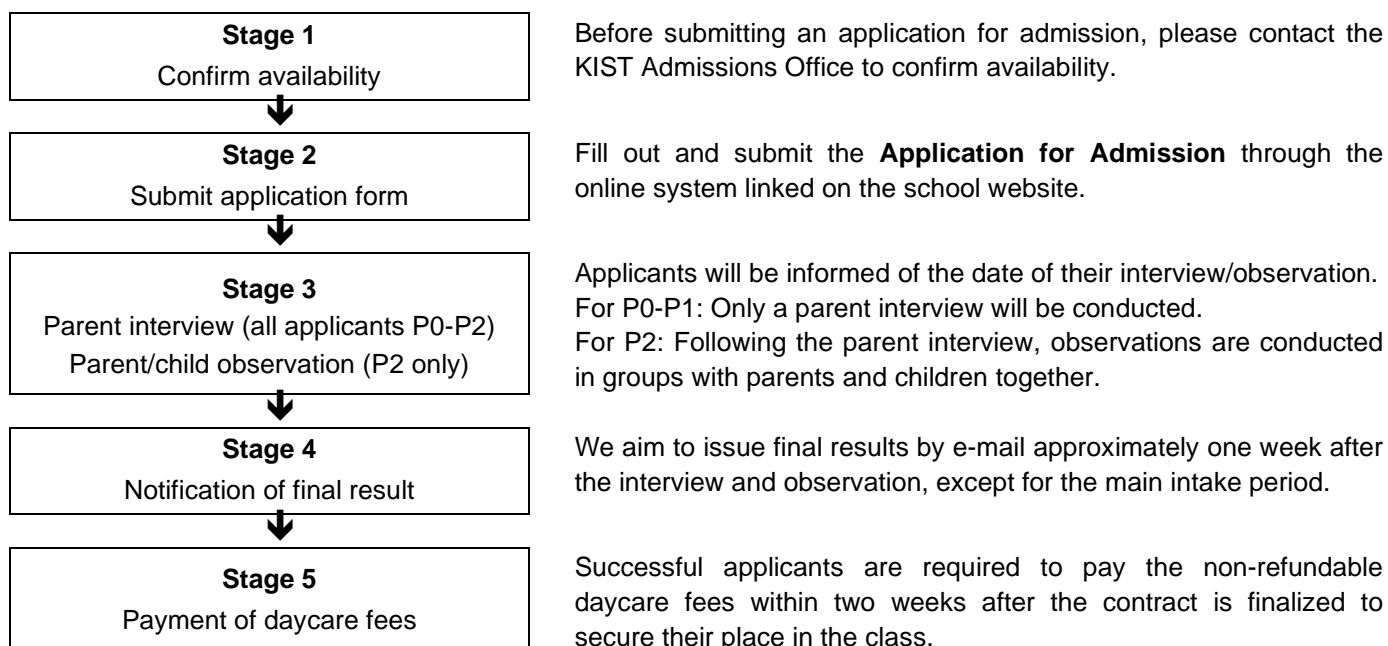 Stage 1
Confirm availability
Before submitting an application for admission, please contact the
KIST Admissions Office to confirm availability.
Stage 2
Submit application form
Fill out and submit the Application for Admission through the
online system linked on the school website.
Stage 3
Parent interview (all applicants P0-P2)
Parent/child observation (P2 only)
Applicants will be informed of the date of their interview/observation.
For P0-P1: Only a parent interview will be conducted.
For P2: Following the parent interview, observations are conducted
in groups with parents and children together.
Stage 4
Notification of final result
We aim to issue final results by e-mail approximately one week after
the interview and observation, except for the main intake period.
Stage 5
Payment of daycare fees
Successful applicants are required to pay the non-refundable
daycare fees within two weeks after the contract is finalized to
secure their place in the class.